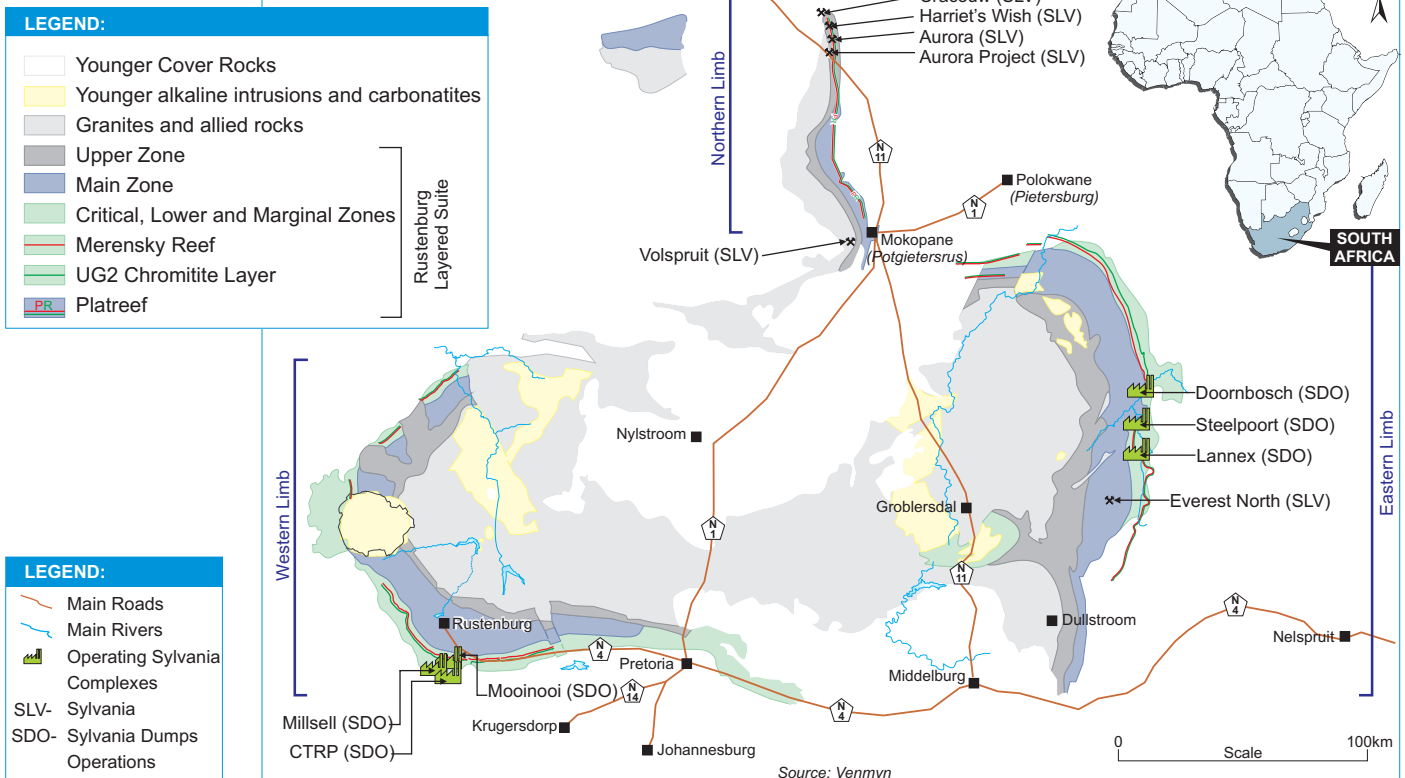 LEGEND:
Younger Cover Rocks
Younger alkaline intrusions and carbonatites
Granites and allied rocks
Upper Zone
Main Zone
Critical, Lower and Marginal Zones
Merensky Reef
UG2 Chromitite Layer
PR
Platreef
Rustenburg
Layered Suite
Northern Limb
(SLV)
Harriet's Wish (SLV)
Aurora (SLV)
Aurora Project (SLV)
N
11
Polokwane
(Pietersburg)
N
1
Volspruit (SLV)
Mokopane
(Potgietersrus)
SOUTH
AFRICA
Western Limb
Nylstroom
N
1
Groblersdal
N
11
Doornbosch (SDO)
Steelpoort (SDO)
Lannex (SDO)
Everest North (SLV)
Eastern Limb
Rustenburg
N
4
Pretoria
Mooinooi (SDO)
N
14
Millsell (SDO)
CTRP (SDO)
Krugersdorp
Johannesburg
Middelburg
N
4
Dullstroom
N
4
Nelspruit
LEGEND:
Main Roads
Main Rivers
Operating Sylvania
Complexes
SLV- Sylvania
SDO- Sylvania Dumps
Operations
0 100km
Scale
Source: Venmyn